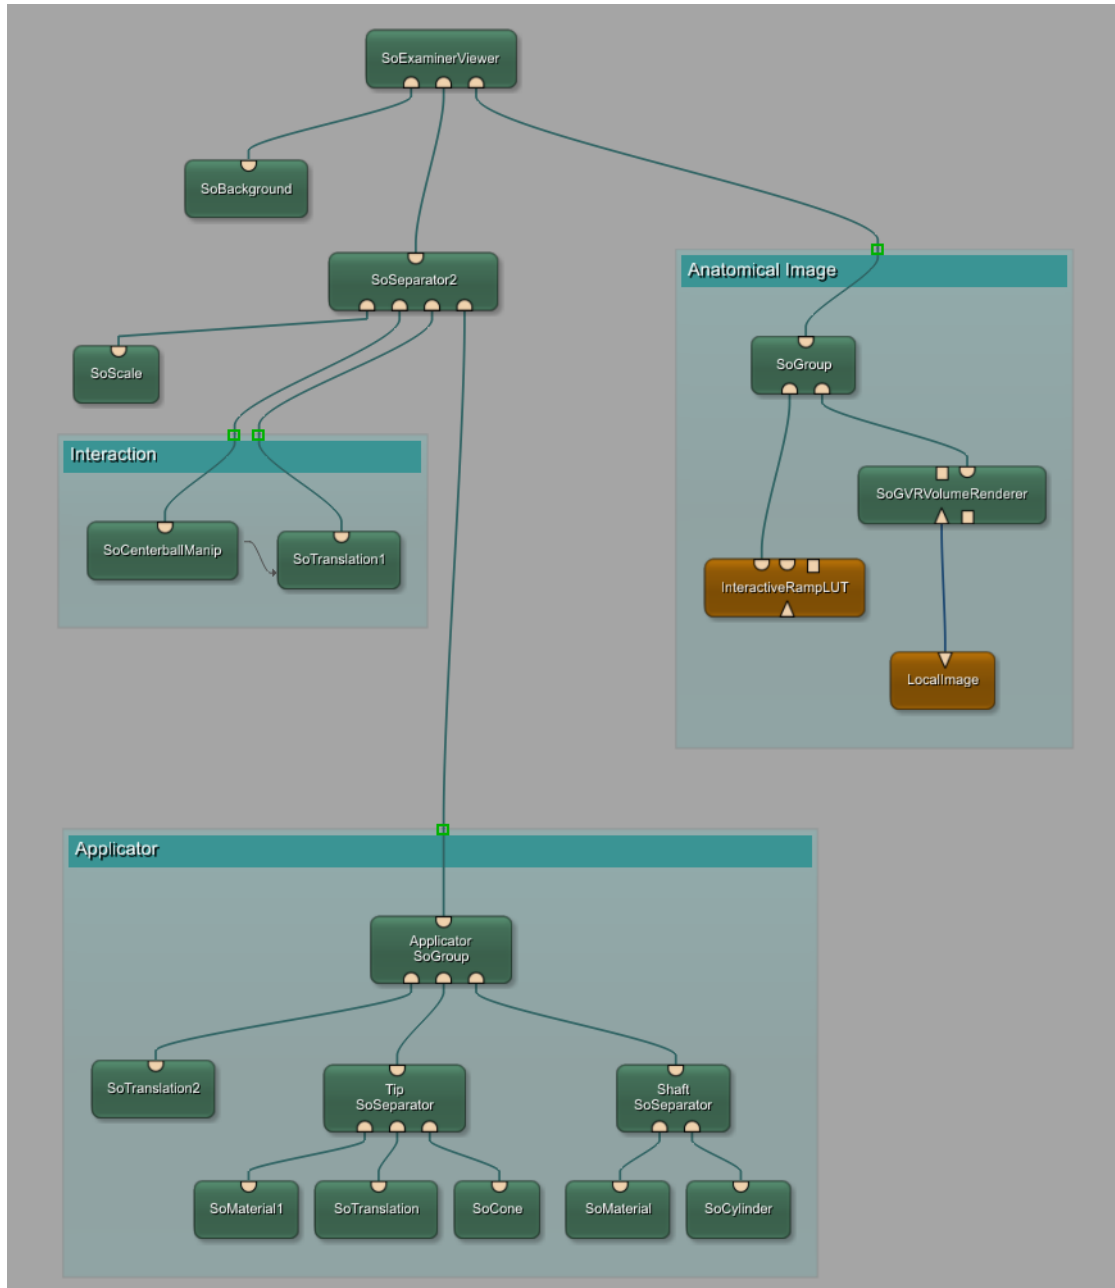 SoExaminerViewer
SoBackground
SoSeparator2
Anatomical Image
SoGroup
SoScale
Interaction
SoGVRVolumeRenderer
SoCenterballManip
SoTranslation1
InteractiveRampLUT
LocalImage
Applicator
Applicator
SoGroup
SoTranslation2
Tip
SoSeparator
Shaft
SoSeparator
SoMaterial1
SoTranslation
SoCone
SoMaterial
SoCylinder